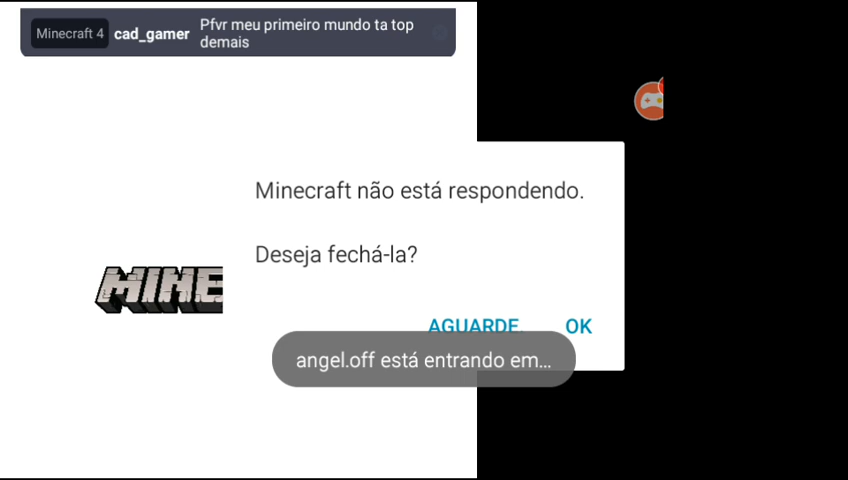 Minecraft 4 cad_gamer Pfvr meu primeiro mundo ta top
demais
Minecraft não está respondendo.
Deseja fechá-la?
MINE
AGUARDE. OK
angel.off está entrando em...